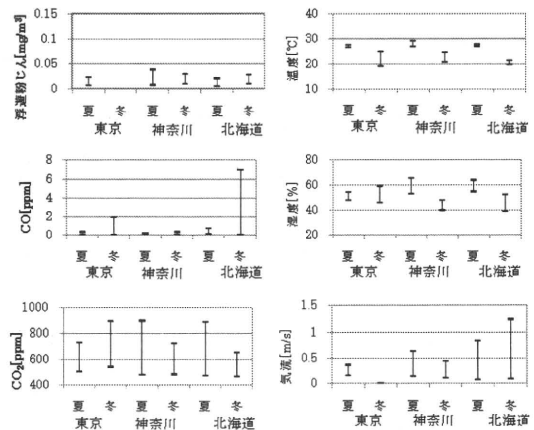 浮遊粉じん[mg/m³]
0.15
0.1
0.05
0
夏 冬 夏 冬 夏 冬
東京 神奈川 北海道
温度[℃]
40
30
20
10
夏 冬 夏 冬 夏 冬
東京 神奈川 北海道
CO[ppm]
8
6
4
2
0
夏 冬 夏 冬 夏 冬
東京 神奈川 北海道
湿度[%]
80
60
40
20
夏 冬 夏 冬 夏 冬
東京 神奈川 北海道
CO₂[ppm]
1000
800
600
400
夏 冬 夏 冬 夏 冬
東京 神奈川 北海道
気流[m/s]
1.5
1
0.5
0
夏 冬 夏 冬 夏 冬
東京 神奈川 北海道